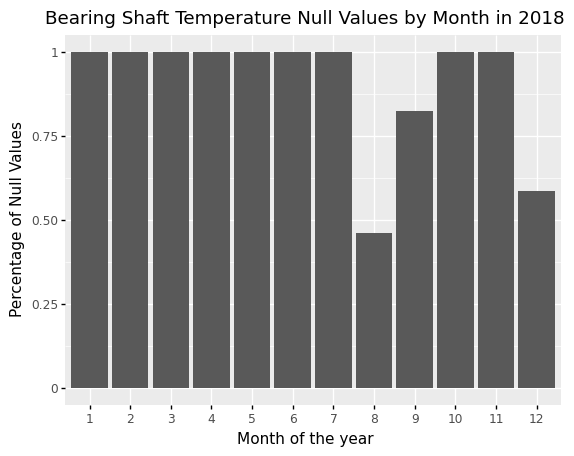 Bearing Shaft Temperature Null Values by Month in 2018
Percentage of Null Values
1
0.75
0.50
0.25
0
1 2 3 4 5 6 7 8 9 10 11 12
Month of the year